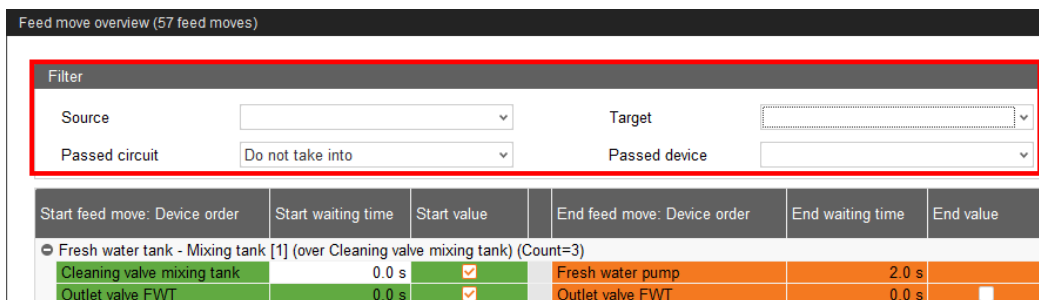 Feed move overview (57 feed moves)
Filter
Source Target
Passed circuit Do not take into Passed device
Start feed move: Device order Start waiting time Start value End feed move: Device order End waiting time End value
Fresh water tank - Mixing tank [1] (over Cleaning valve mixing tank) (Count=3)
Cleaning valve mixing tank 0.0 s Fresh water pump 2.0 s
Outlet valve FWT 0.0 s Outlet valve FWT 0.0 s